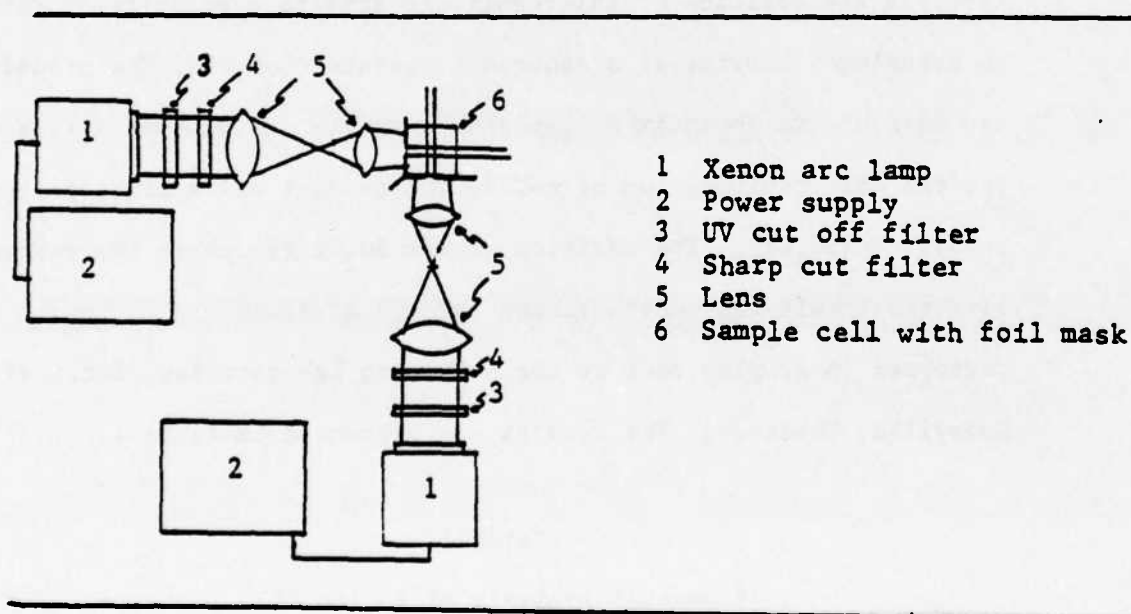 3 4 5
6
1
2
5
4
3
2
1
1 Xenon arc lamp
2 Power supply
3 UV cut off filter
4 Sharp cut filter
5 Lens
6 Sample cell with foil mask